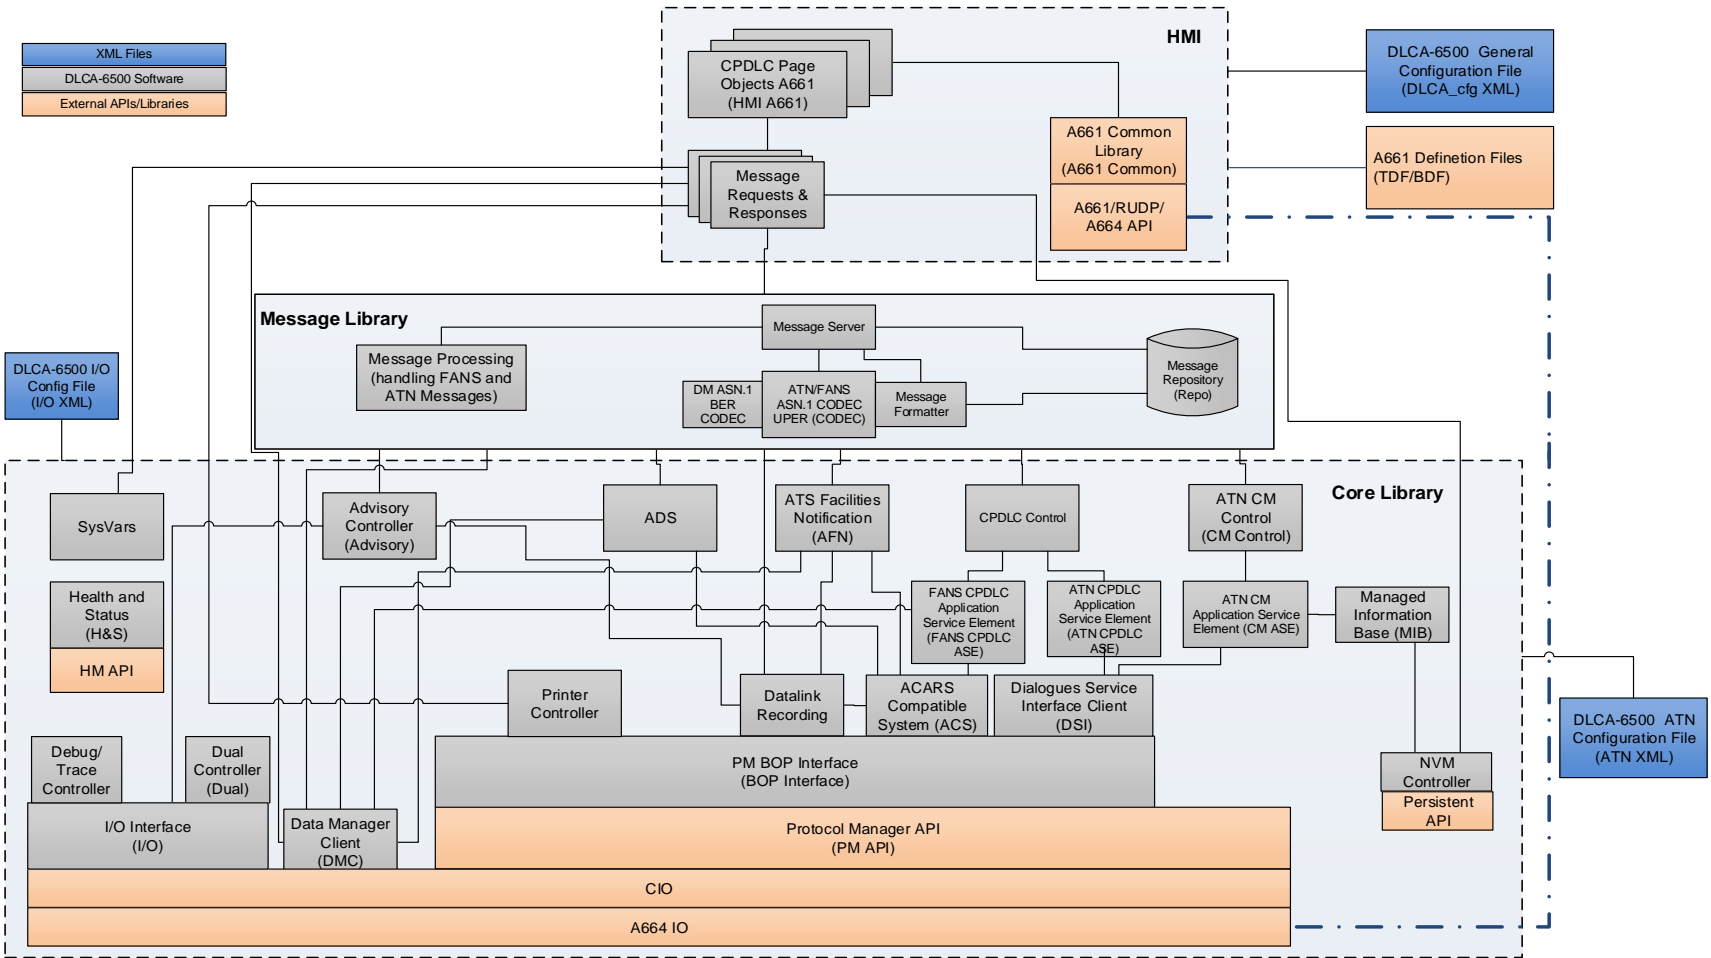 XML Files
DLCA-6500 Software
External APIs/Libraries
HMI
CPDLC Page
Objects A661
(HMI A661)
A661 Common
Library
(A661 Common)
A661/RUDP/
A664 API
Message
Requests &
Responses
DLCA-6500 General
Configuration File
(DLCA_cfg XML)
A661 Definetion Files
(TDF/BDF)
Message Library
Message Server
Message Processing
(handling FANS and
ATN Messages)
DM ASN.1
BER
CODEC
ATN/FANS
ASN.1 CODEC
UPER (CODEC)
Message
Formatter
Message
Repository
(Repo)
DLCA-6500 I/O
Config File
(I/O XML)
Core Library
SysVars
Advisory
Controller
(Advisory)
ADS
ATS Facilities
Notification
(AFN)
CPDLC Control
ATN CM
Control
(CM Control)
Health and
Status
(H&S)
HM API
FANS CPDLC
Application
Service Element
(FANS CPDLC
ASE)
ATN CPDLC
Application
Service Element
(ATN CPDLC
ASE)
ATN CM
Application Service
Element (CM ASE)
Managed
Information
Base (MIB)
Printer
Controller
Datalink
Recording
ACARS
Compatible
System (ACS)
Dialogues Service
Interface Client
(DSI)
DLCA-6500 ATN
Configuration File
(ATN XML)
Debug/
Trace
Controller
Dual
Controller
(Dual)
PM BOP Interface
(BOP Interface)
NVM
Controller
Persistent
API
I/O Interface
(I/O)
Data Manager
Client
(DMC)
Protocol Manager API
(PM API)
CIO
A664 IO